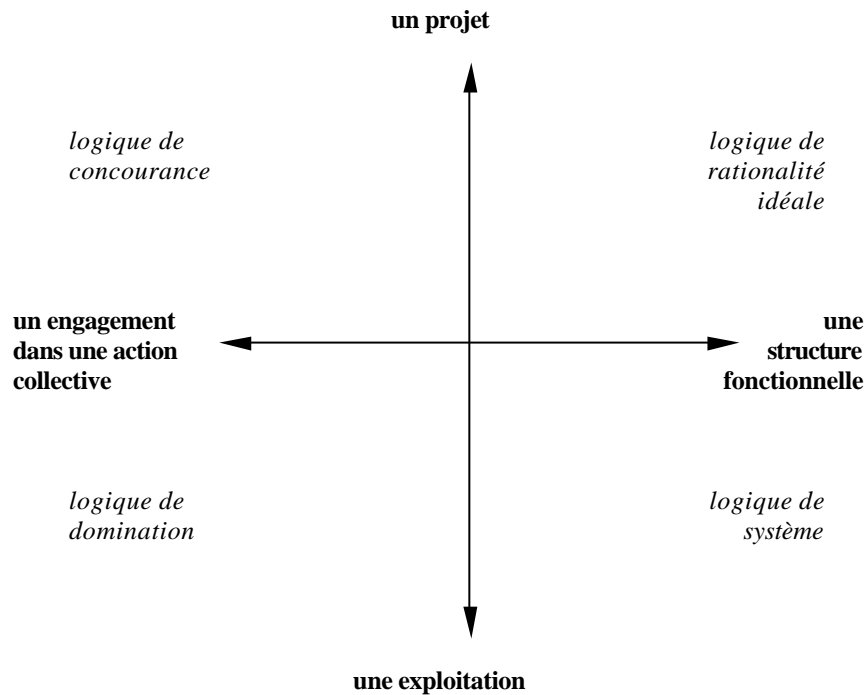 un projet
logique de
concourance
logique de
rationalité
idéale
un engagement
dans une action
collective
une
structure
fonctionnelle
logique de
domination
logique de
système
une exploitation